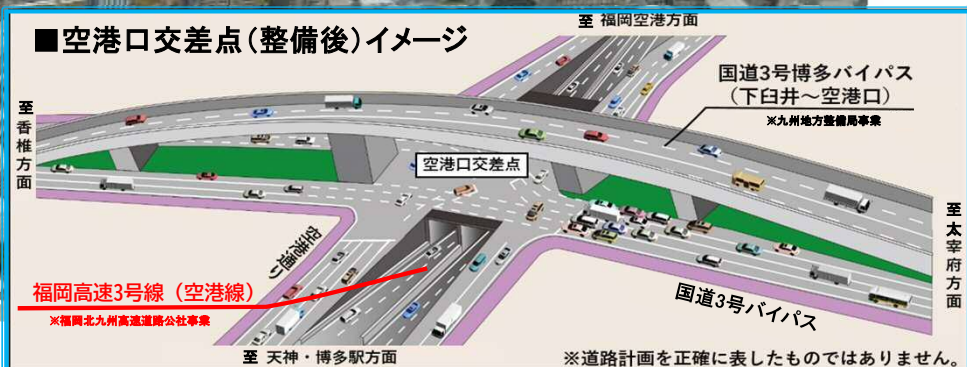 ■空港口交差点(整備後)イメージ
至 福岡空港方面
国道3号博多バイパス
(下臼井～空港口)
※九州地方整備局事業
至香椎方面
空港口交差点
至太宰府方面
空港通り
福岡高速3号線（空港線）
※福岡北九州高速道路公社事業
国道3号バイパス
至 天神・博多駅方面
※道路計画を正確に表したものではありません。